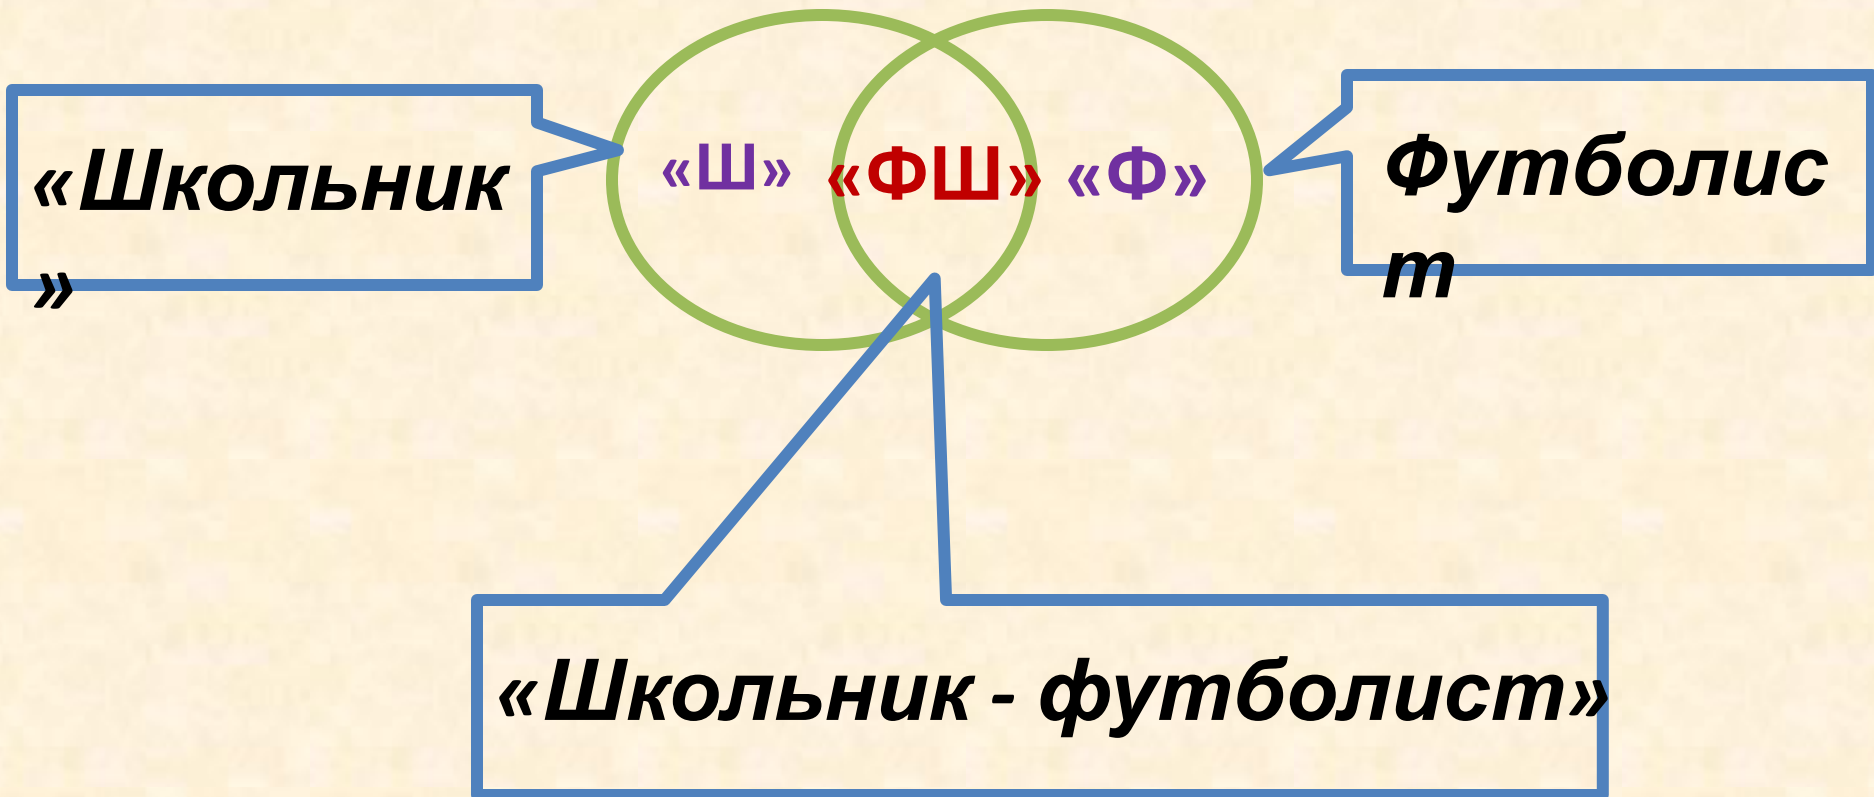 «Школьник
»
«Ш»
«ФШ»
«Ф»
Футболис
т
«Школьник - футболист»